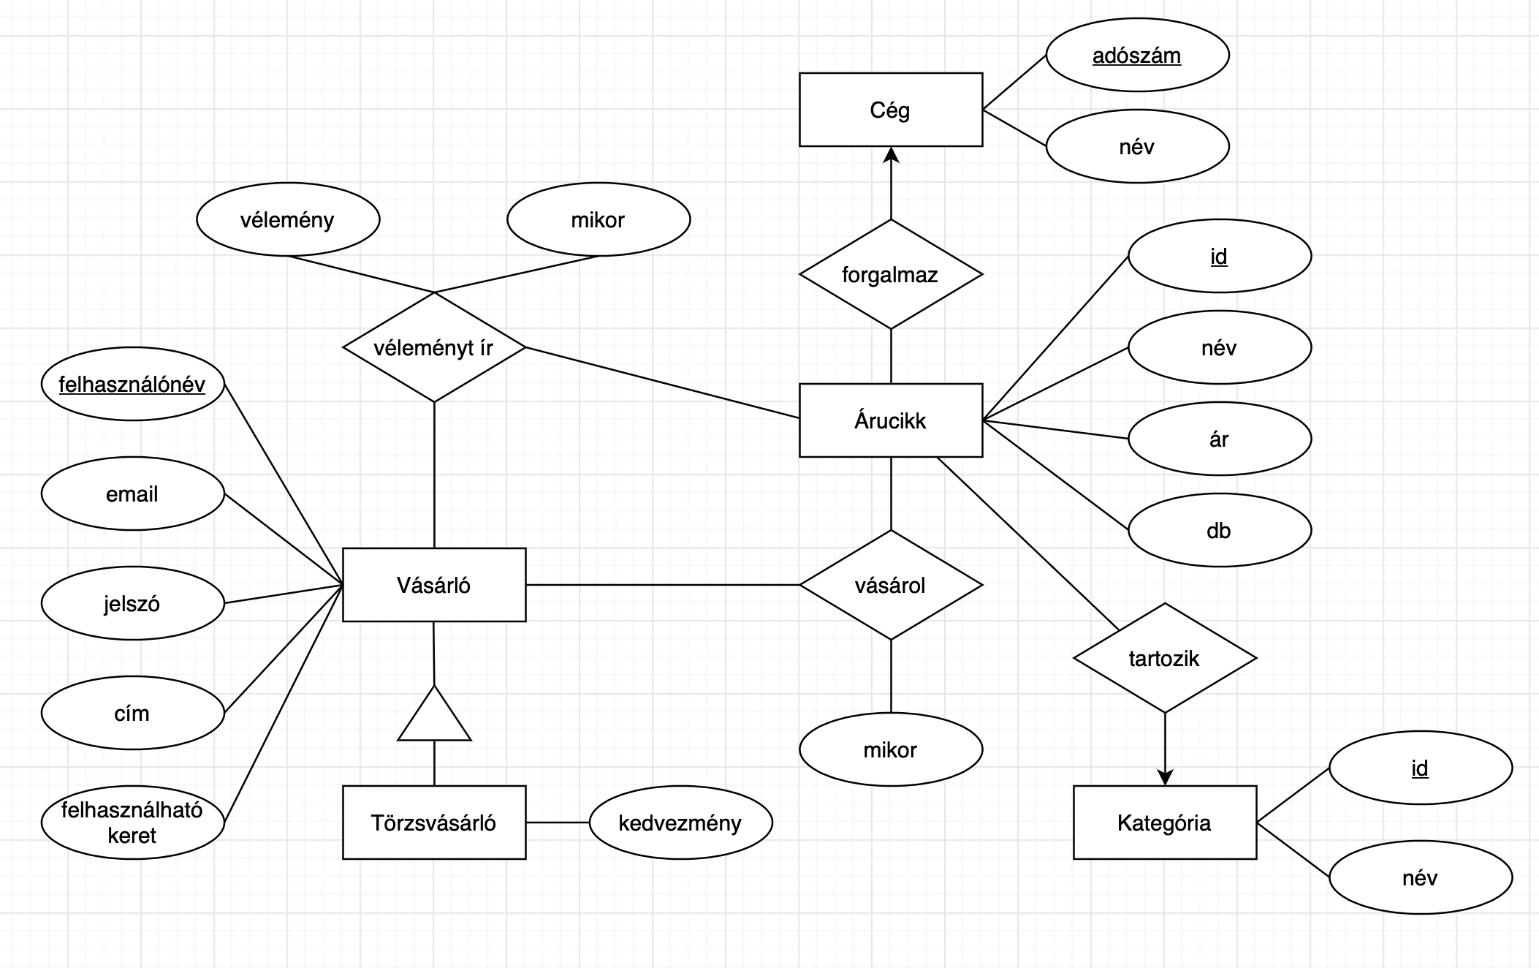 adószám
Cég
név
vélemény
mikor
forgalmaz
id
véleményt ír
név
felhasználónév
Árucikk
ár
email
db
Vásárló
vásárol
jelszó
tartozik
cím
mikor
id
felhasználható
keret
Törzsvásárló
kedvezmény
Kategória
név